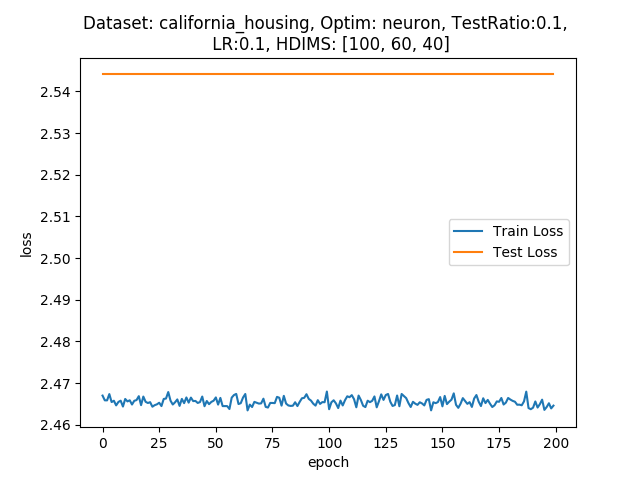 Dataset: california_housing, Optim: neuron, TestRatio:0.1,
LR:0.1, HDIMS: [100, 60, 40]
2.54
2.53
2.52
2.51
2.50
2.49
2.48
2.47
2.46
loss
Train Loss
Test Loss
0 25 50 75 100 125 150 175 200
epoch